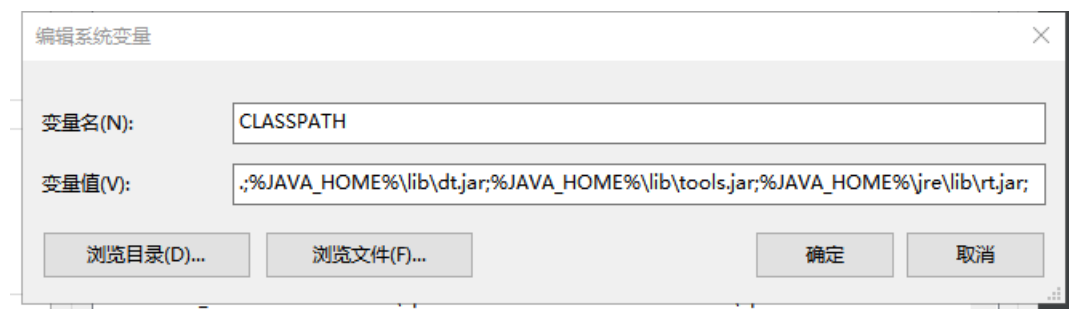 编辑系统变量
变量名(N):
CLASSPATH
变量值(V):
.;%JAVA_HOME%\lib\dt.jar;%JAVA_HOME%\lib\tools.jar;%JAVA_HOME%\jre\lib\rt.jar;
浏览目录(D)...
浏览文件(F)...
确定
取消